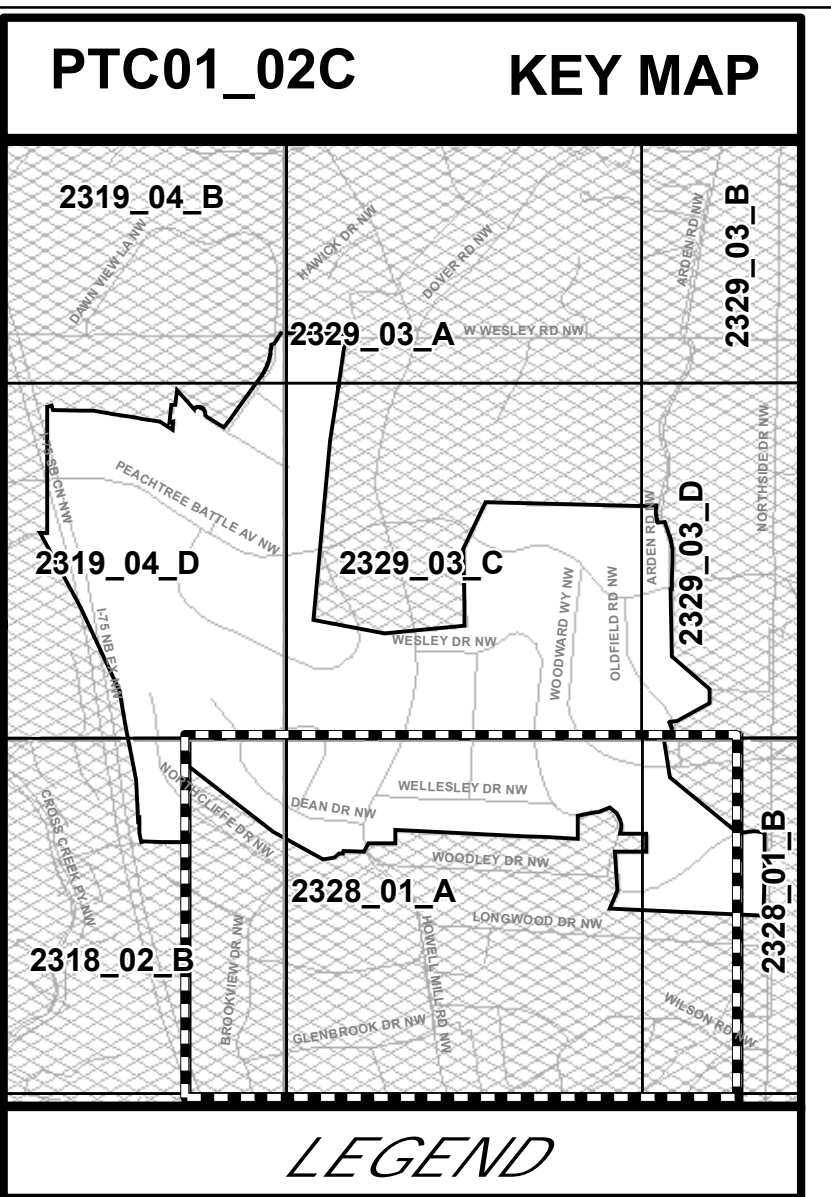 PTC01_02C KEY MAP
2319_04_B
2329_03_B
DAWN VIEW LA NW
HAWICK DR NW
DOVER RD NW
ARDEN RD NW
2329_03_A
W WESLEY RD NW
NORTHSIDE DR NW
PEACHTREE BATTLE AV NW
2319_04_D
2329_03_C
ARDEN RD NW
2329_03_D
I-75 NB EX NW
WESLEY DR NW
WOODWARD WY NW
OLDFIELD RD NW
NORTHCLIFFE DR NW
DEAN DR NW
WELLESLEY DR NW
CROSS CREEK PY NW
WOODLEY DR NW
2328_01_A
2328_01_B
LONGWOOD DR NW
HOWELL MILL RD NW
2318_02_B
BROOKVIEW DR NW
GLENBROOK DR NW
WILSON RD NW
LEGEND